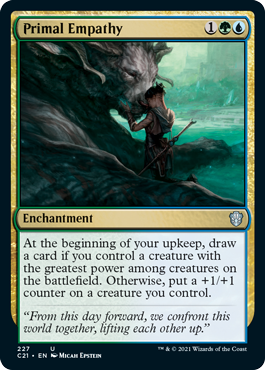 Primal Empathy 1
Enchantment
At the beginning of your upkeep, draw
a card if you control a creature with
the greatest power among creatures on
the battlefield. Otherwise, put a +1/+1
counter on a creature you control.
“From this day forward, we confront this
world together, lifting each other up.”
227 U
C21 • EN Micah Epstein
™ & © 2021 Wizards of the Coast